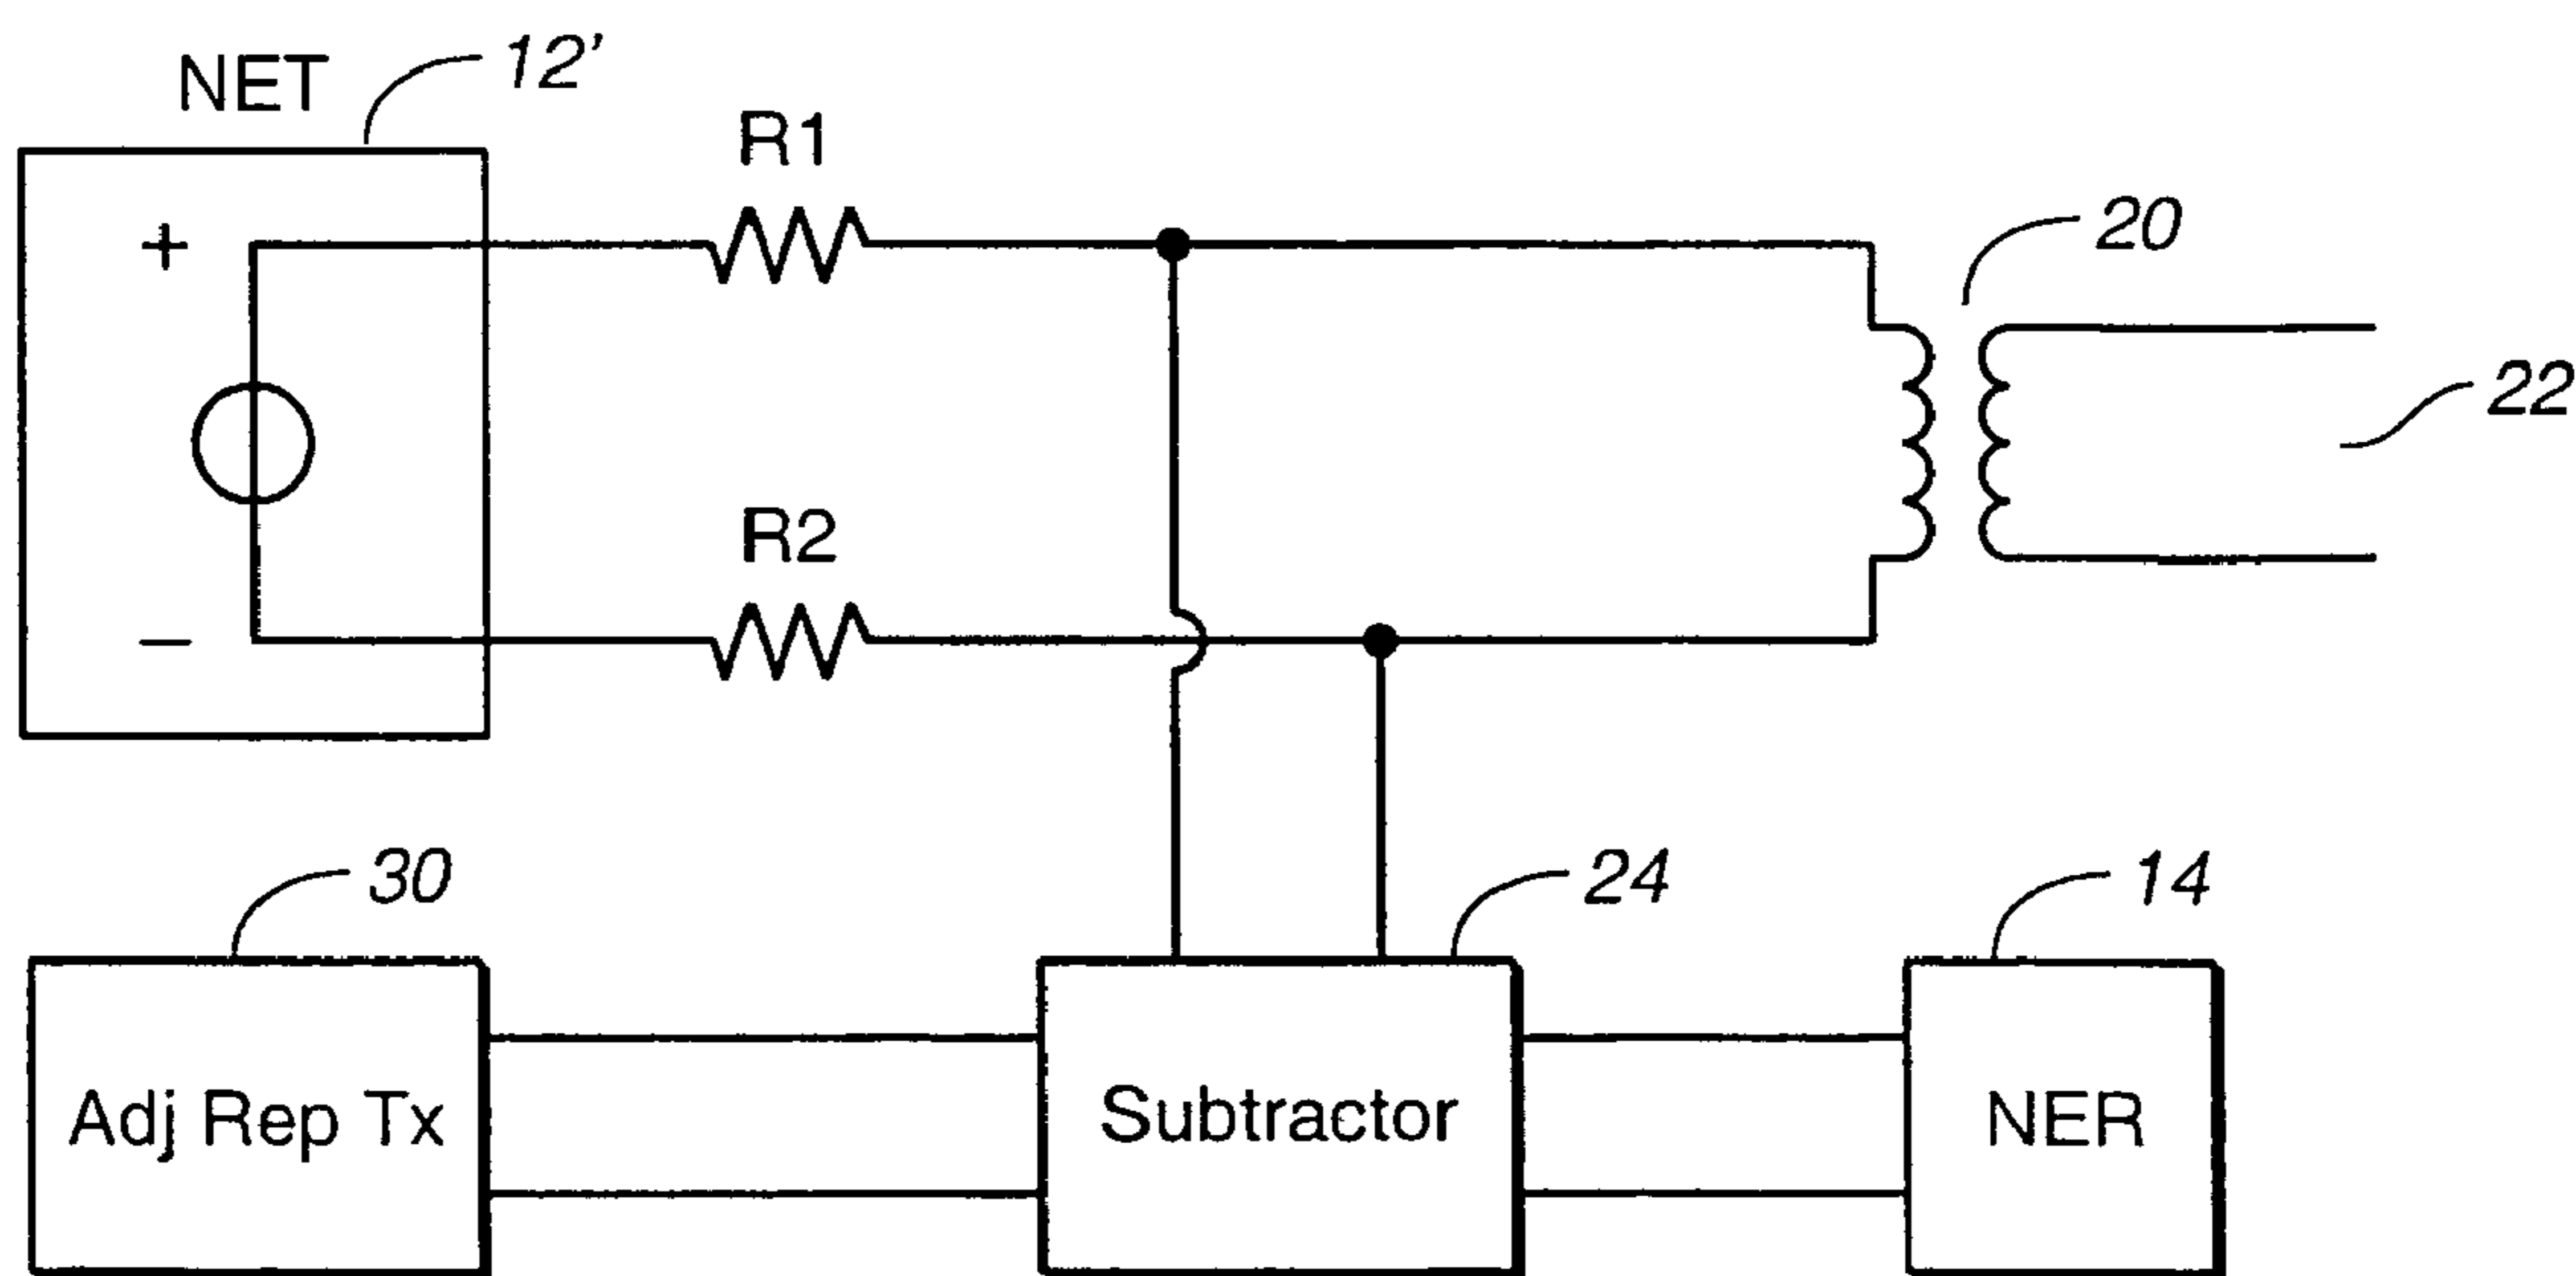 NET
12'
R1
20
+
22
R2
−
30
24
14
Adj Rep Tx
Subtractor
NER